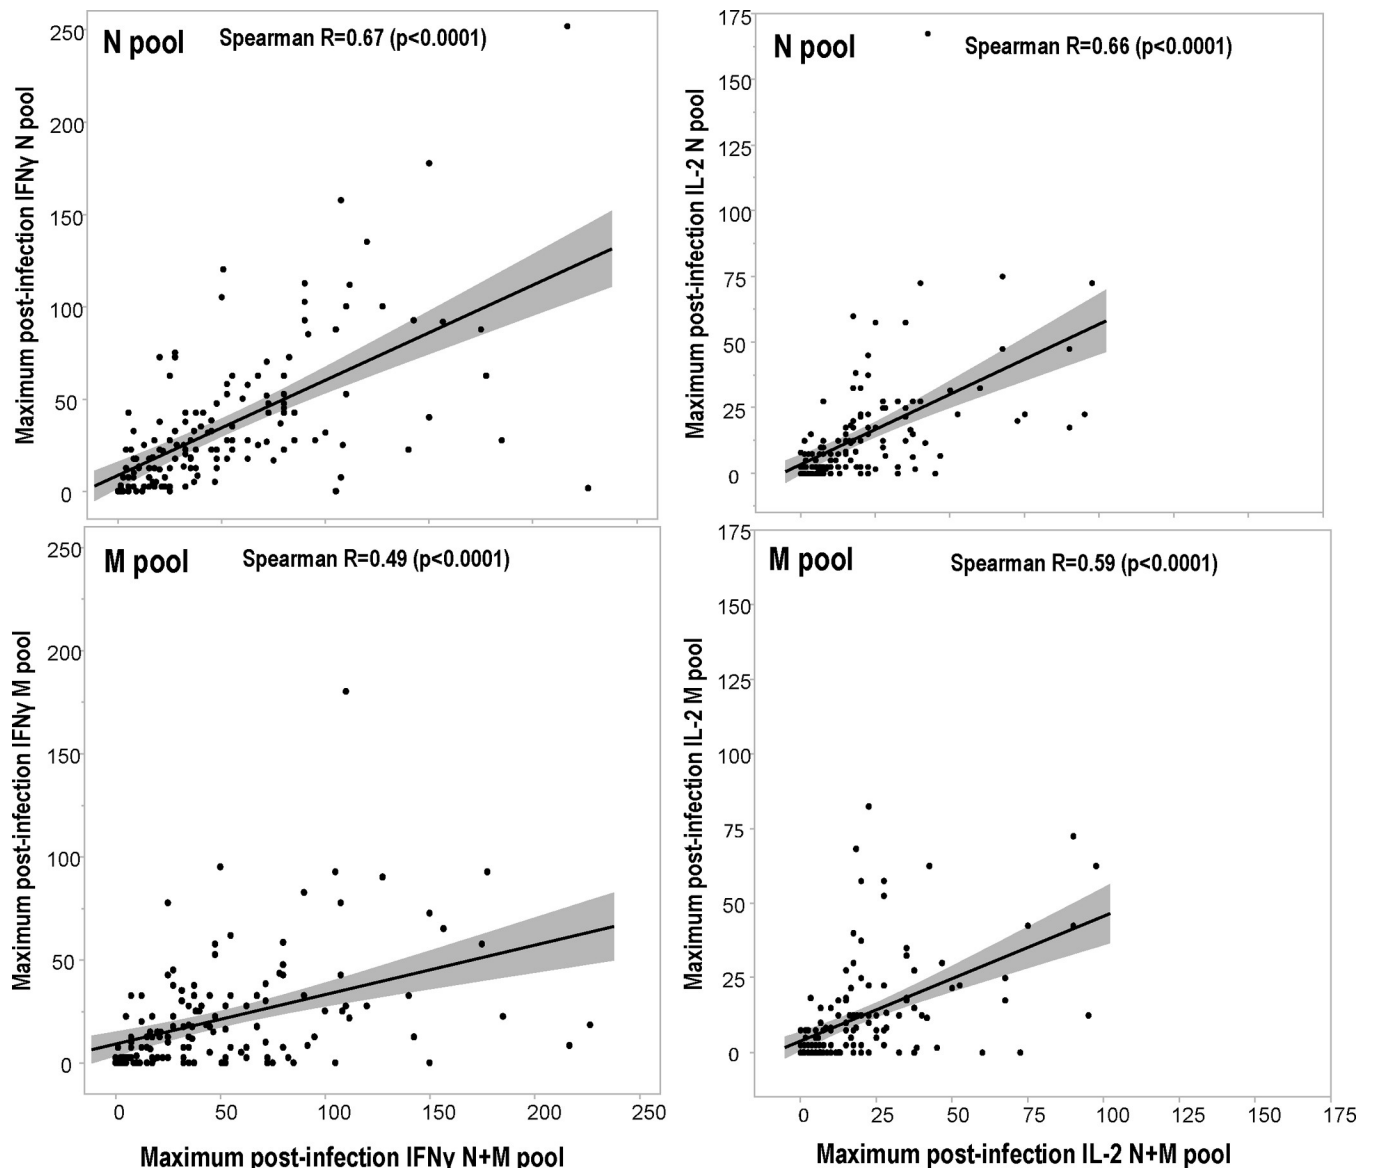 N pool
Spearman R=0.67 (p<0.0001)
Maximum post-infection IFNγ N pool
250
200
150
100
50
0
N pool
Spearman R=0.66 (p<0.0001)
Maximum post-infection IL-2 N pool
175
150
125
100
75
50
25
0
M pool
Spearman R=0.49 (p<0.0001)
Maximum post-infection IFNγ M pool
250
200
150
100
50
0
0 50 100 150 200 250
Maximum post-infection IFNγ N+M pool
M pool
Spearman R=0.59 (p<0.0001)
Maximum post-infection IL-2 M pool
175
150
125
100
75
50
25
0
0 25 50 75 100 125 150 175
Maximum post-infection IL-2 N+M pool